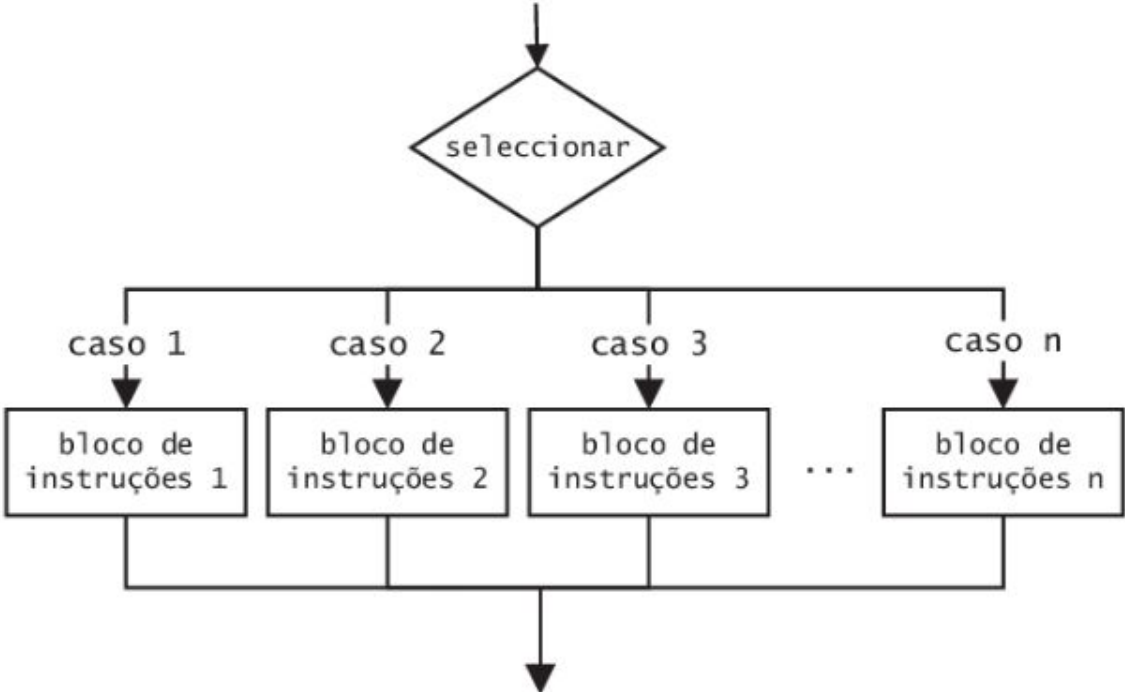 seleccionar
caso 1
caso 2
caso 3
caso n
bloco de
instruções 1
bloco de
instruções 2
bloco de
instruções 3
...
bloco de
instruções n